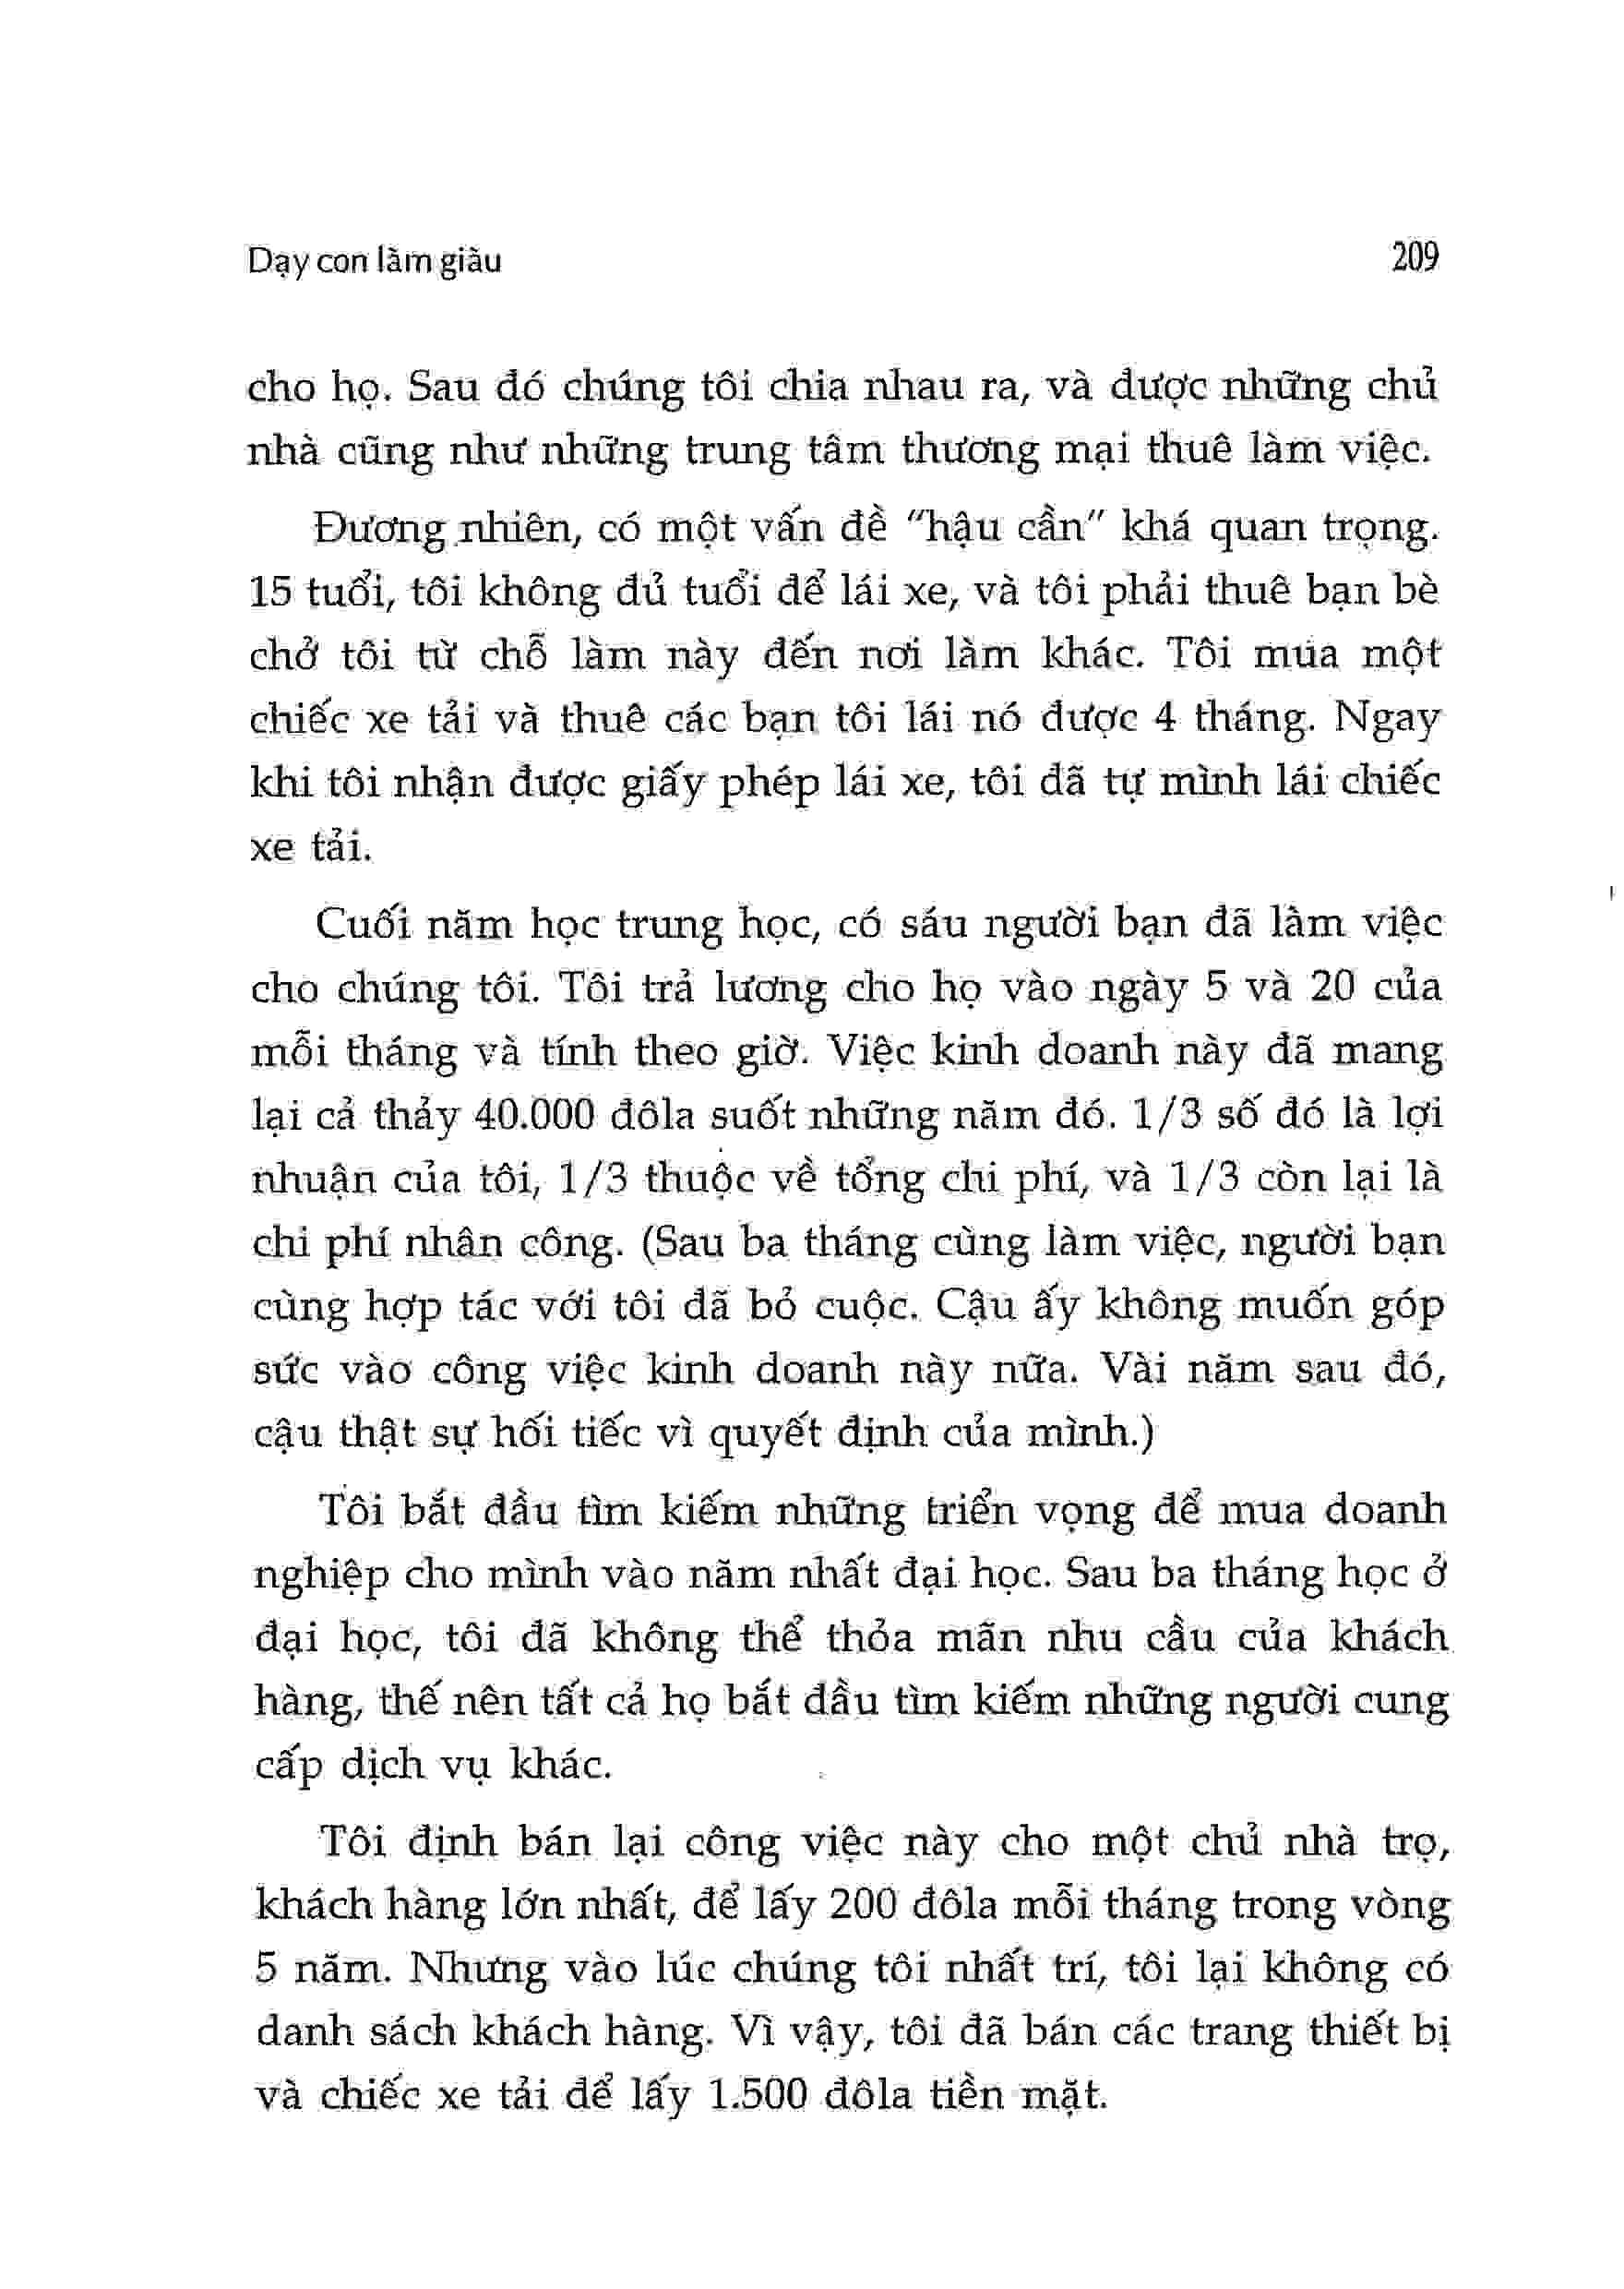 Dạy con làm giàu 209
cho họ. Sau đó chúng tôi chia nhau ra, và được những chủ
nhà cũng như những trung tâm thương mại thuê làm việc.
Đương nhiên, có một vấn đề "hậu cần" khá quan trọng.
15 tuổi, tôi không đủ tuổi để lái xe, và tôi phải thuê bạn bè
chở tôi từ chỗ làm này đến nơi làm khác. Tôi mua một
chiếc xe tải và thuê các bạn tôi lái nó được 4 tháng. Ngay
khi tôi nhận được giấy phép lái xe, tôi đã tự mình lái chiếc
xe tải.
Cuối năm học trung học, có sáu người bạn đã làm việc
cho chúng tôi. Tôi trả lương cho họ vào ngày 5 và 20 của
mỗi tháng và tính theo giờ. Việc kinh doanh này đã mang
lại cả thảy 40.000 đôla suốt những năm đó. 1/3 số đó là lợi
nhuận của tôi, 1/3 thuộc về tổng chi phí, và 1/3 còn lại là
chi phí nhân công. (Sau ba tháng cùng làm việc, người bạn
cùng hợp tác với tôi đã bỏ cuộc. Cậu ấy không muốn góp
sức vào công việc kinh doanh này nữa. Vài năm sau đó,
cậu thật sự hối tiếc vì quyết định của mình.)
Tôi bắt đầu tìm kiếm những triển vọng để mua doanh
nghiệp cho mình vào năm nhất đại học. Sau ba tháng học ở
đại học, tôi đã không thể thỏa mãn nhu cầu của khách
hàng, thế nên tất cả họ bắt đầu tìm kiếm những người cung
cấp dịch vụ khác.
Tôi định bán lại công việc này cho một chủ nhà trọ,
khách hàng lớn nhất, để lấy 200 đôla mỗi tháng trong vòng
5 năm. Nhưng vào lúc chúng tôi nhất trí, tôi lại không có
danh sách khách hàng. Vì vậy, tôi đã bán các trang thiết bị
và chiếc xe tải để lấy 1.500 đôla tiền mặt.